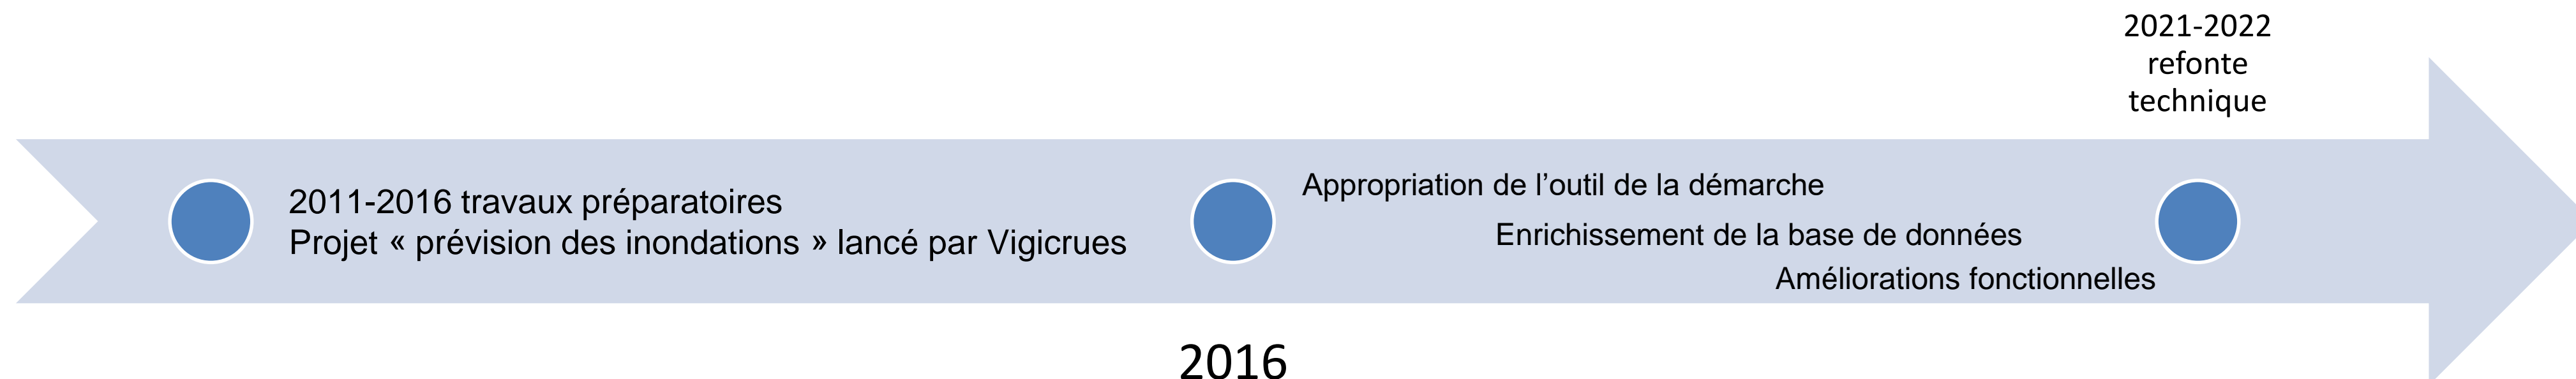 2021-2022
refonte
technique
2011-2016 travaux préparatoires
Projet « prévision des inondations » lancé par Vigicrues
Appropriation de l’outil de la démarche
Enrichissement de la base de données
Améliorations fonctionnelles
2016